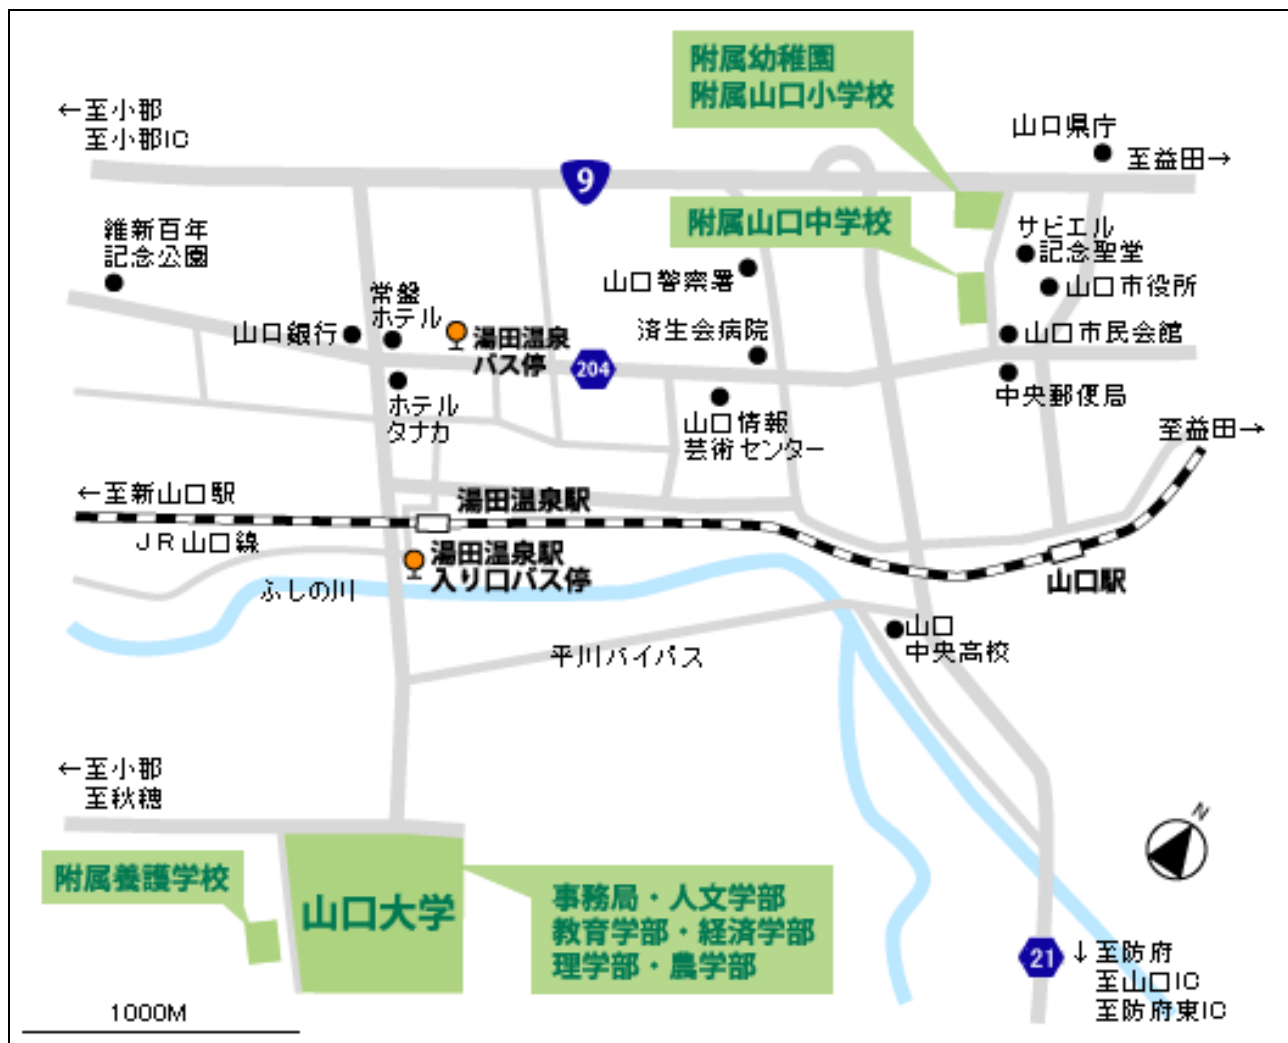 附属幼稚園
附属山口小学校
←至小郡
至小郡IC
山口県庁
至益田→
9
維新百年
記念公園
附属山口中学校
サビエル
記念聖堂
山口警察署
山口市役所
常盤
ホテル
山口銀行
湯田温泉
バス停
204
済生会病院
山口市民会館
中央郵便局
ホテル
タナカ
山口情報
芸術センター
至益田→
←至新山口駅
湯田温泉駅
JR山口線
湯田温泉駅
入り口バス停
山口駅
ふしの川
山口
中央高校
平川バイパス
←至小郡
至秋穂
N
附属養護学校
山口大学
事務局・人文学部
教育学部・経済学部
理学部・農学部
21
↓至防府
至山口IC
至防府東IC
1000M